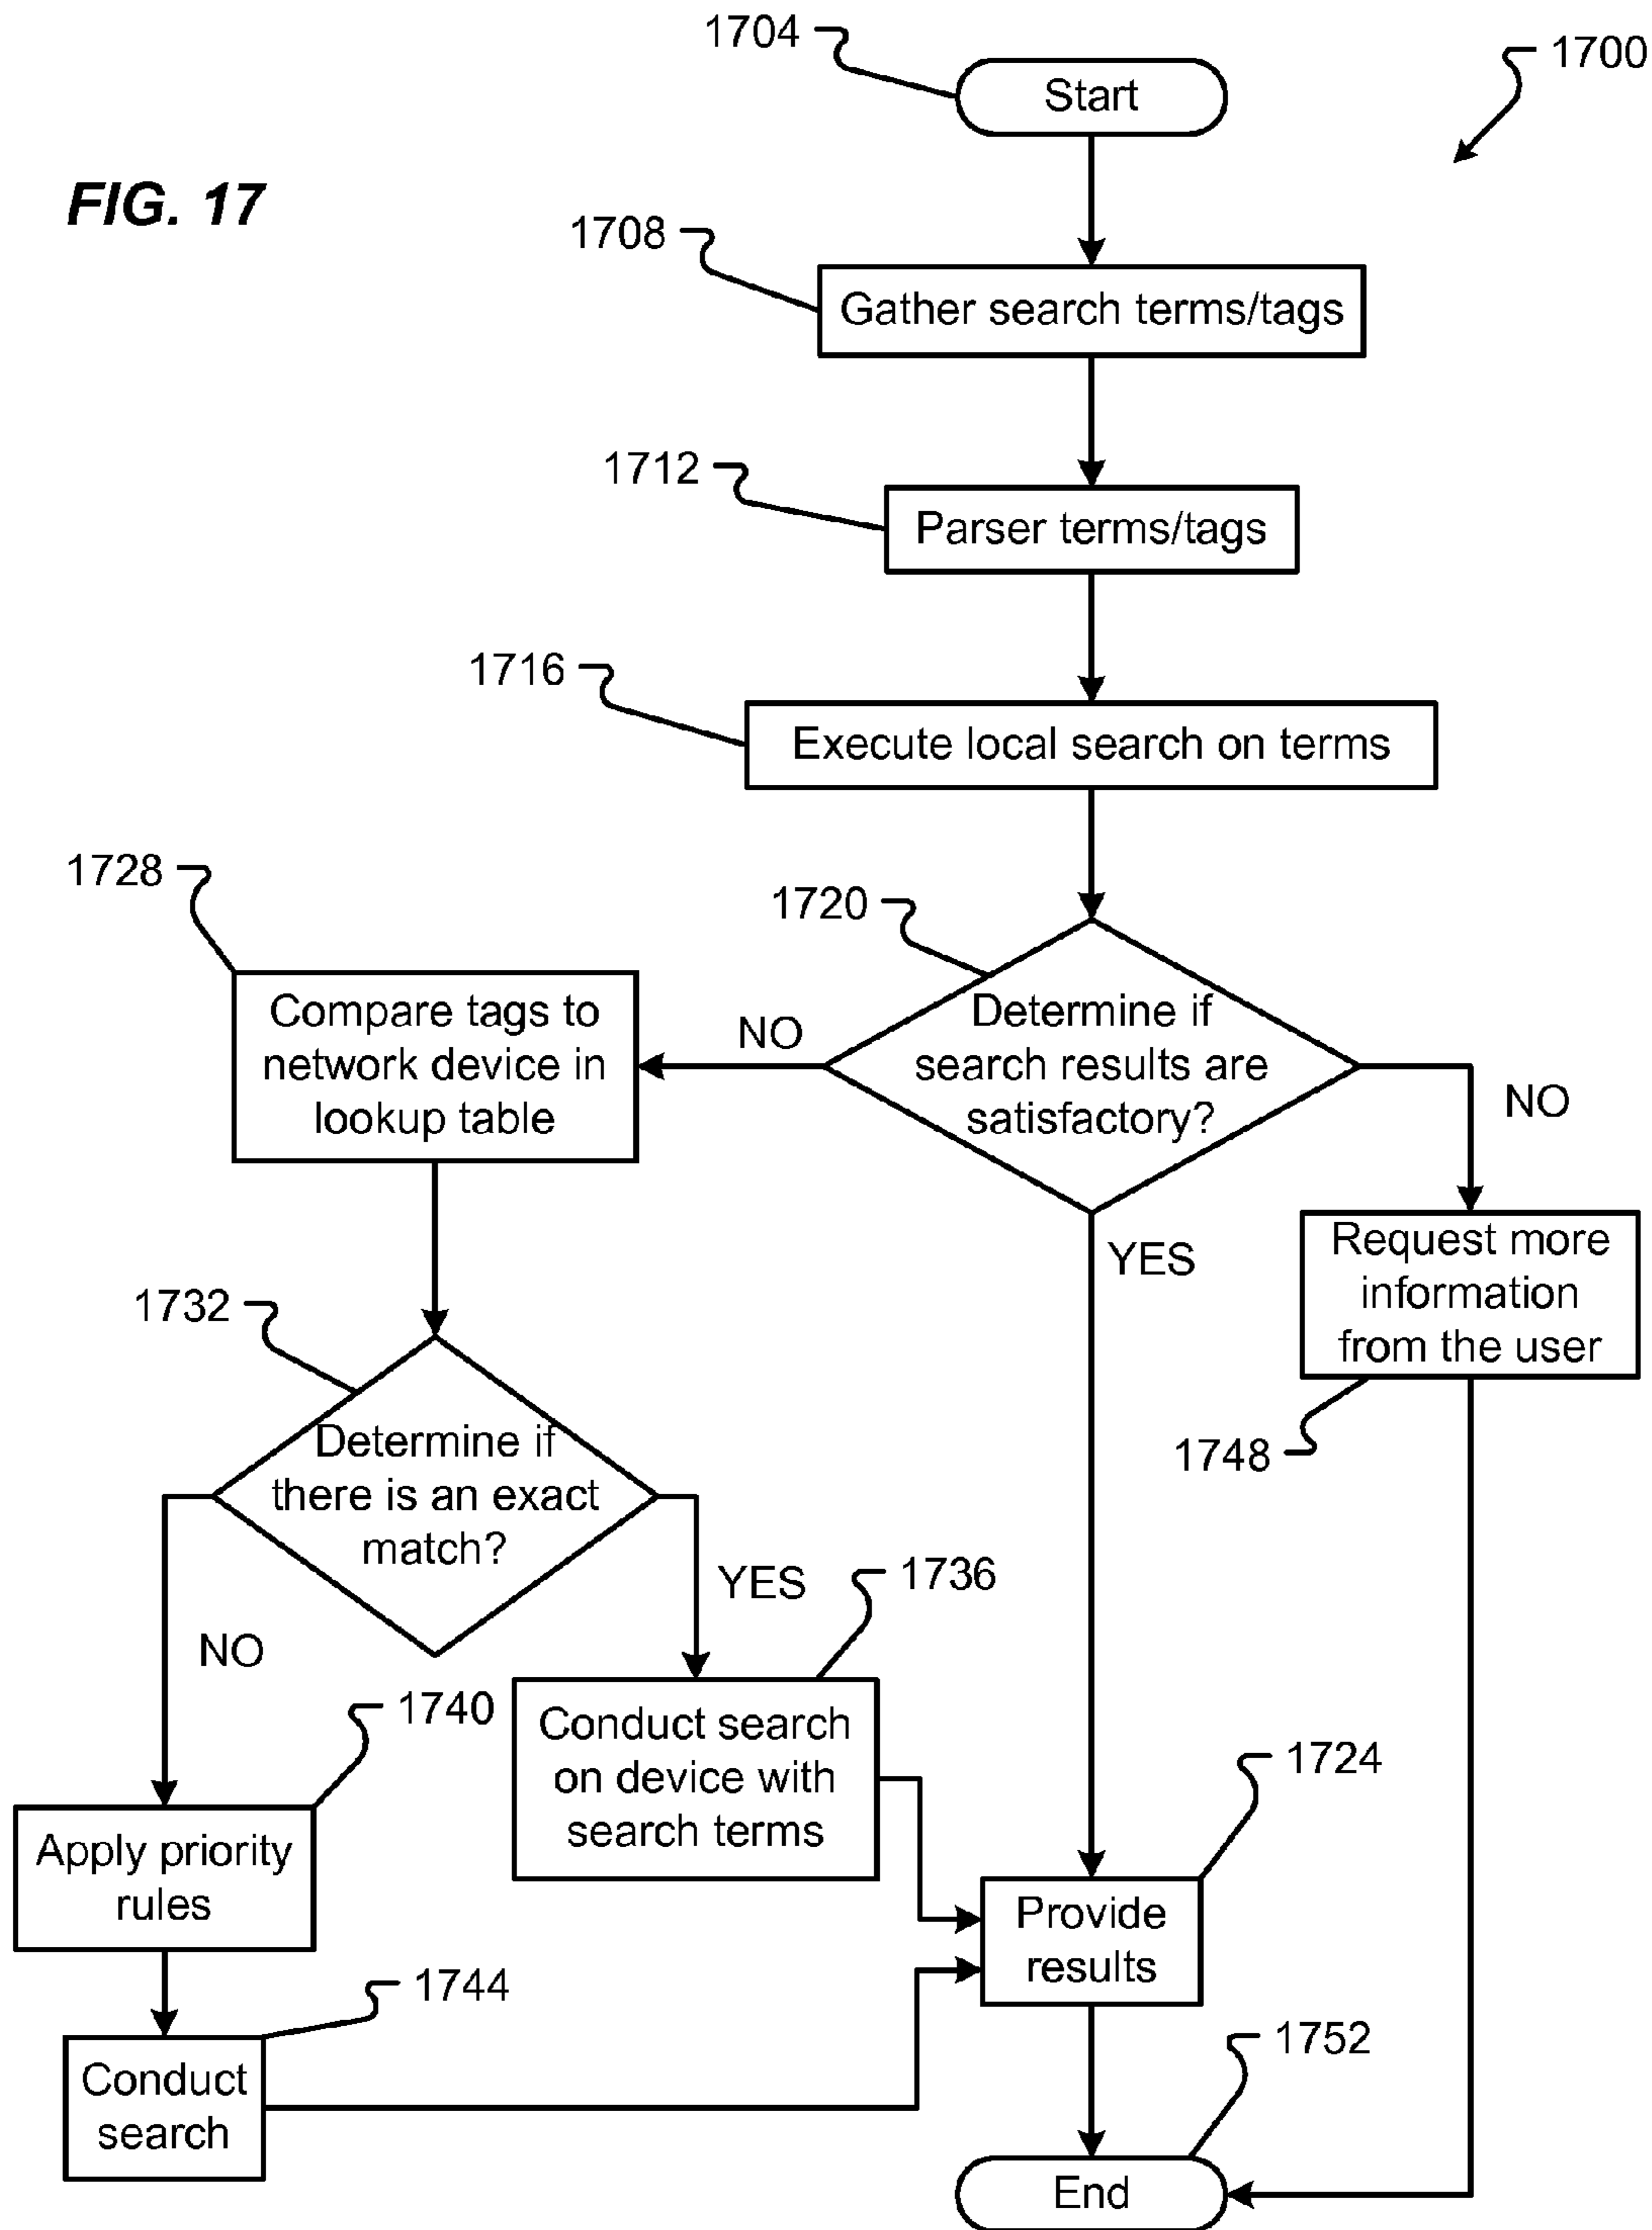 1704
Start
1700
FIG. 17
1708
Gather search terms/tags
1712
Parser terms/tags
1716
Execute local search on terms
1728
1720
Compare tags to
network device in
lookup table
NO
Determine if
search results are
satisfactory?
NO
YES
Request more
information
from the user
1732
1748
Determine if
there is an exact
match?
YES
1736
NO
1740
Conduct search
on device with
search terms
1724
Apply priority
rules
Provide
results
1744
Conduct
search
1752
End